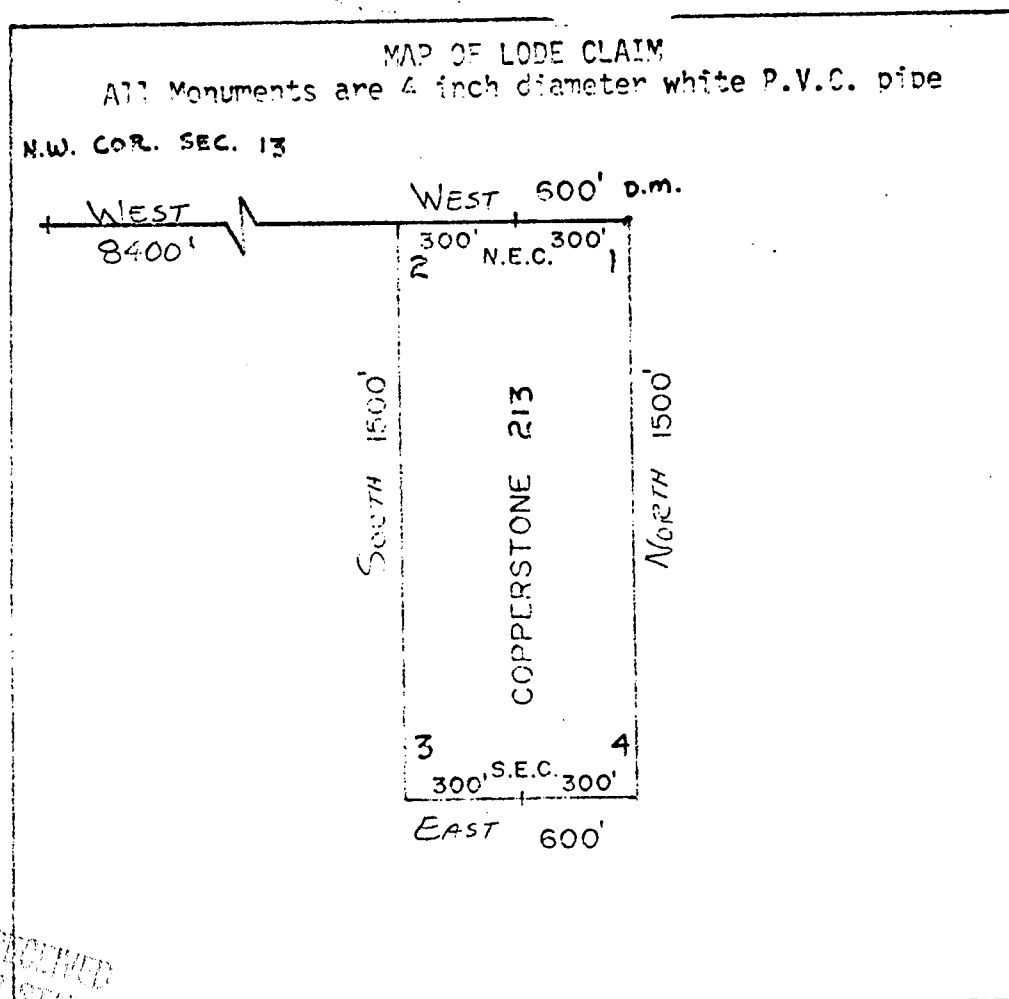 MAP OF LODE CLAIM
All Monuments are 4 inch diameter white P.V.C. pipe
N.W. COR. SEC. 13
WEST
8400'
WEST 600' D.M.
300' 300'
2 N.E.C. 1
SOUTH 1500'
COPPERSTONE 213
NORTH 1500'
3 4
300' S.E.C. 300'
EAST 600'
RECEIVED